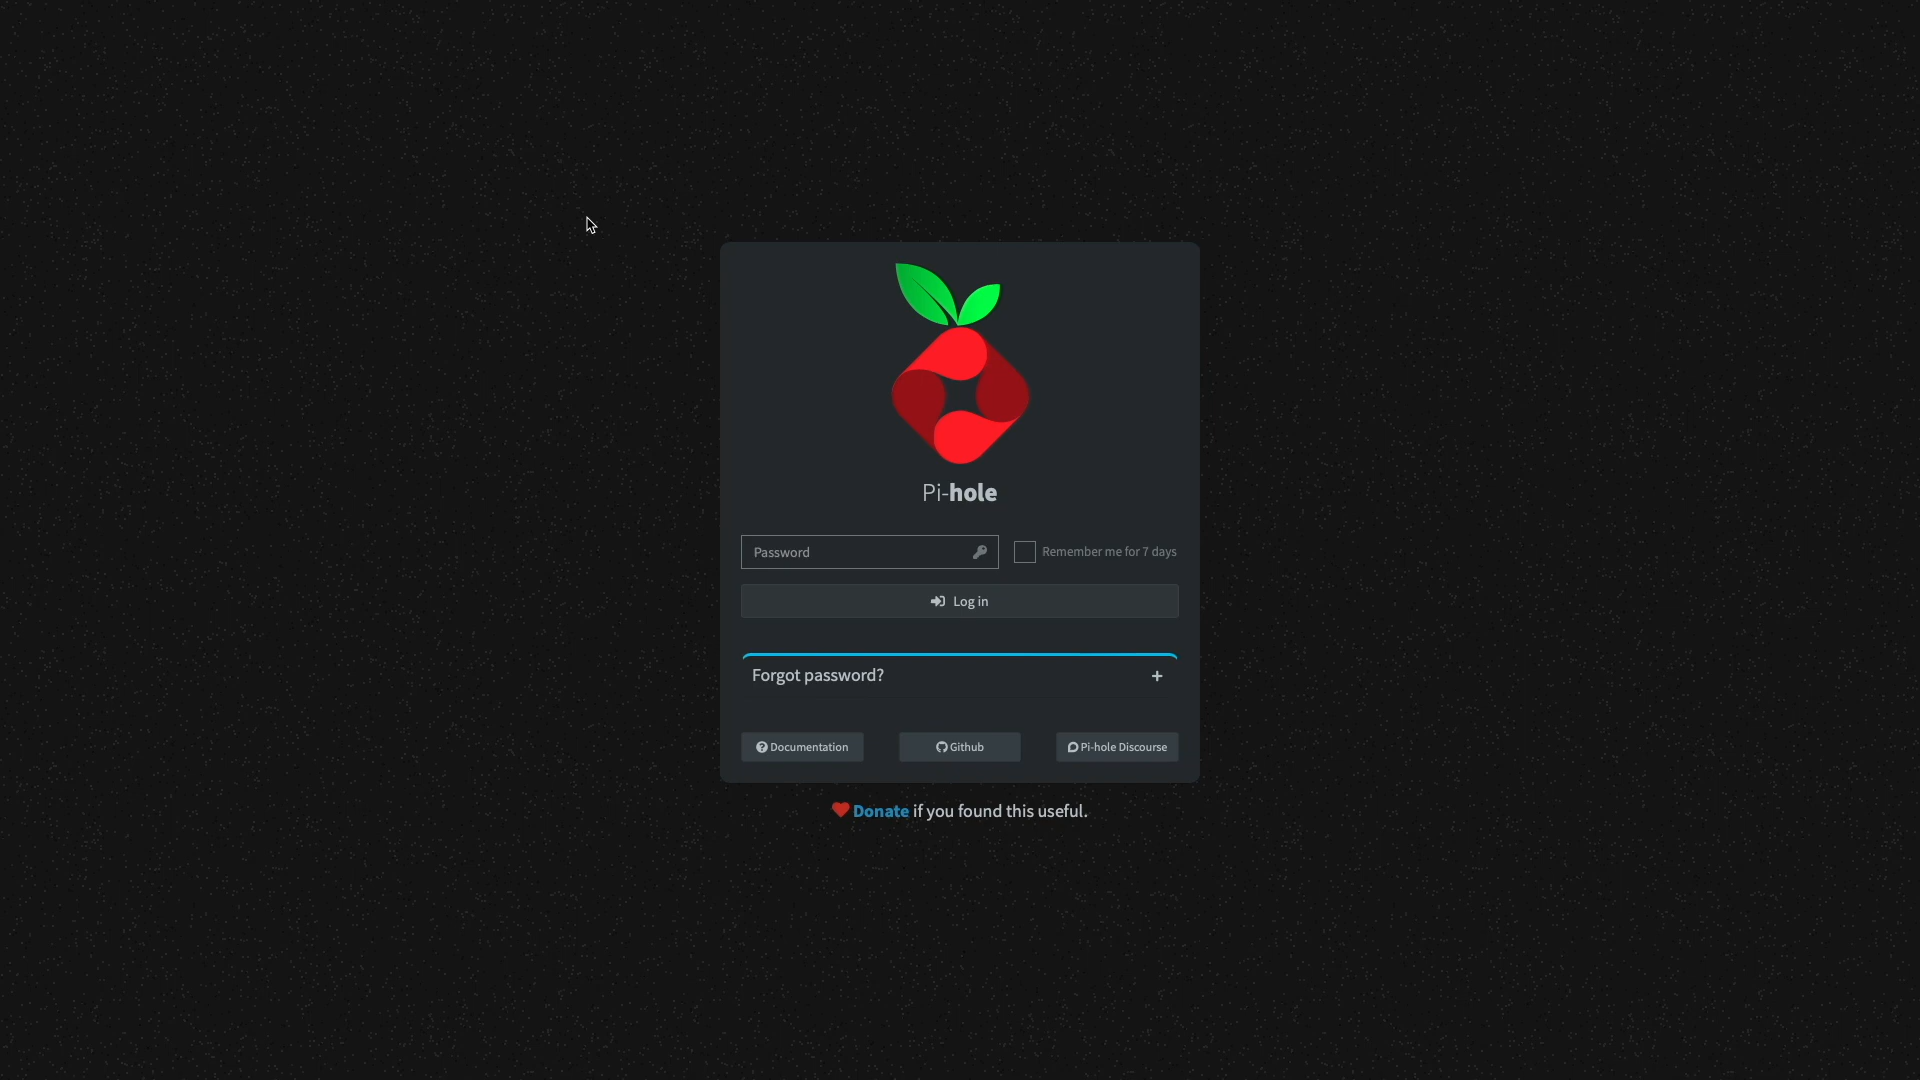 Pi-hole
Password
Remember me for 7 days
Log in
Forgot password?
+
Documentation
Github
Pi-hole Discourse
Donate if you found this useful.